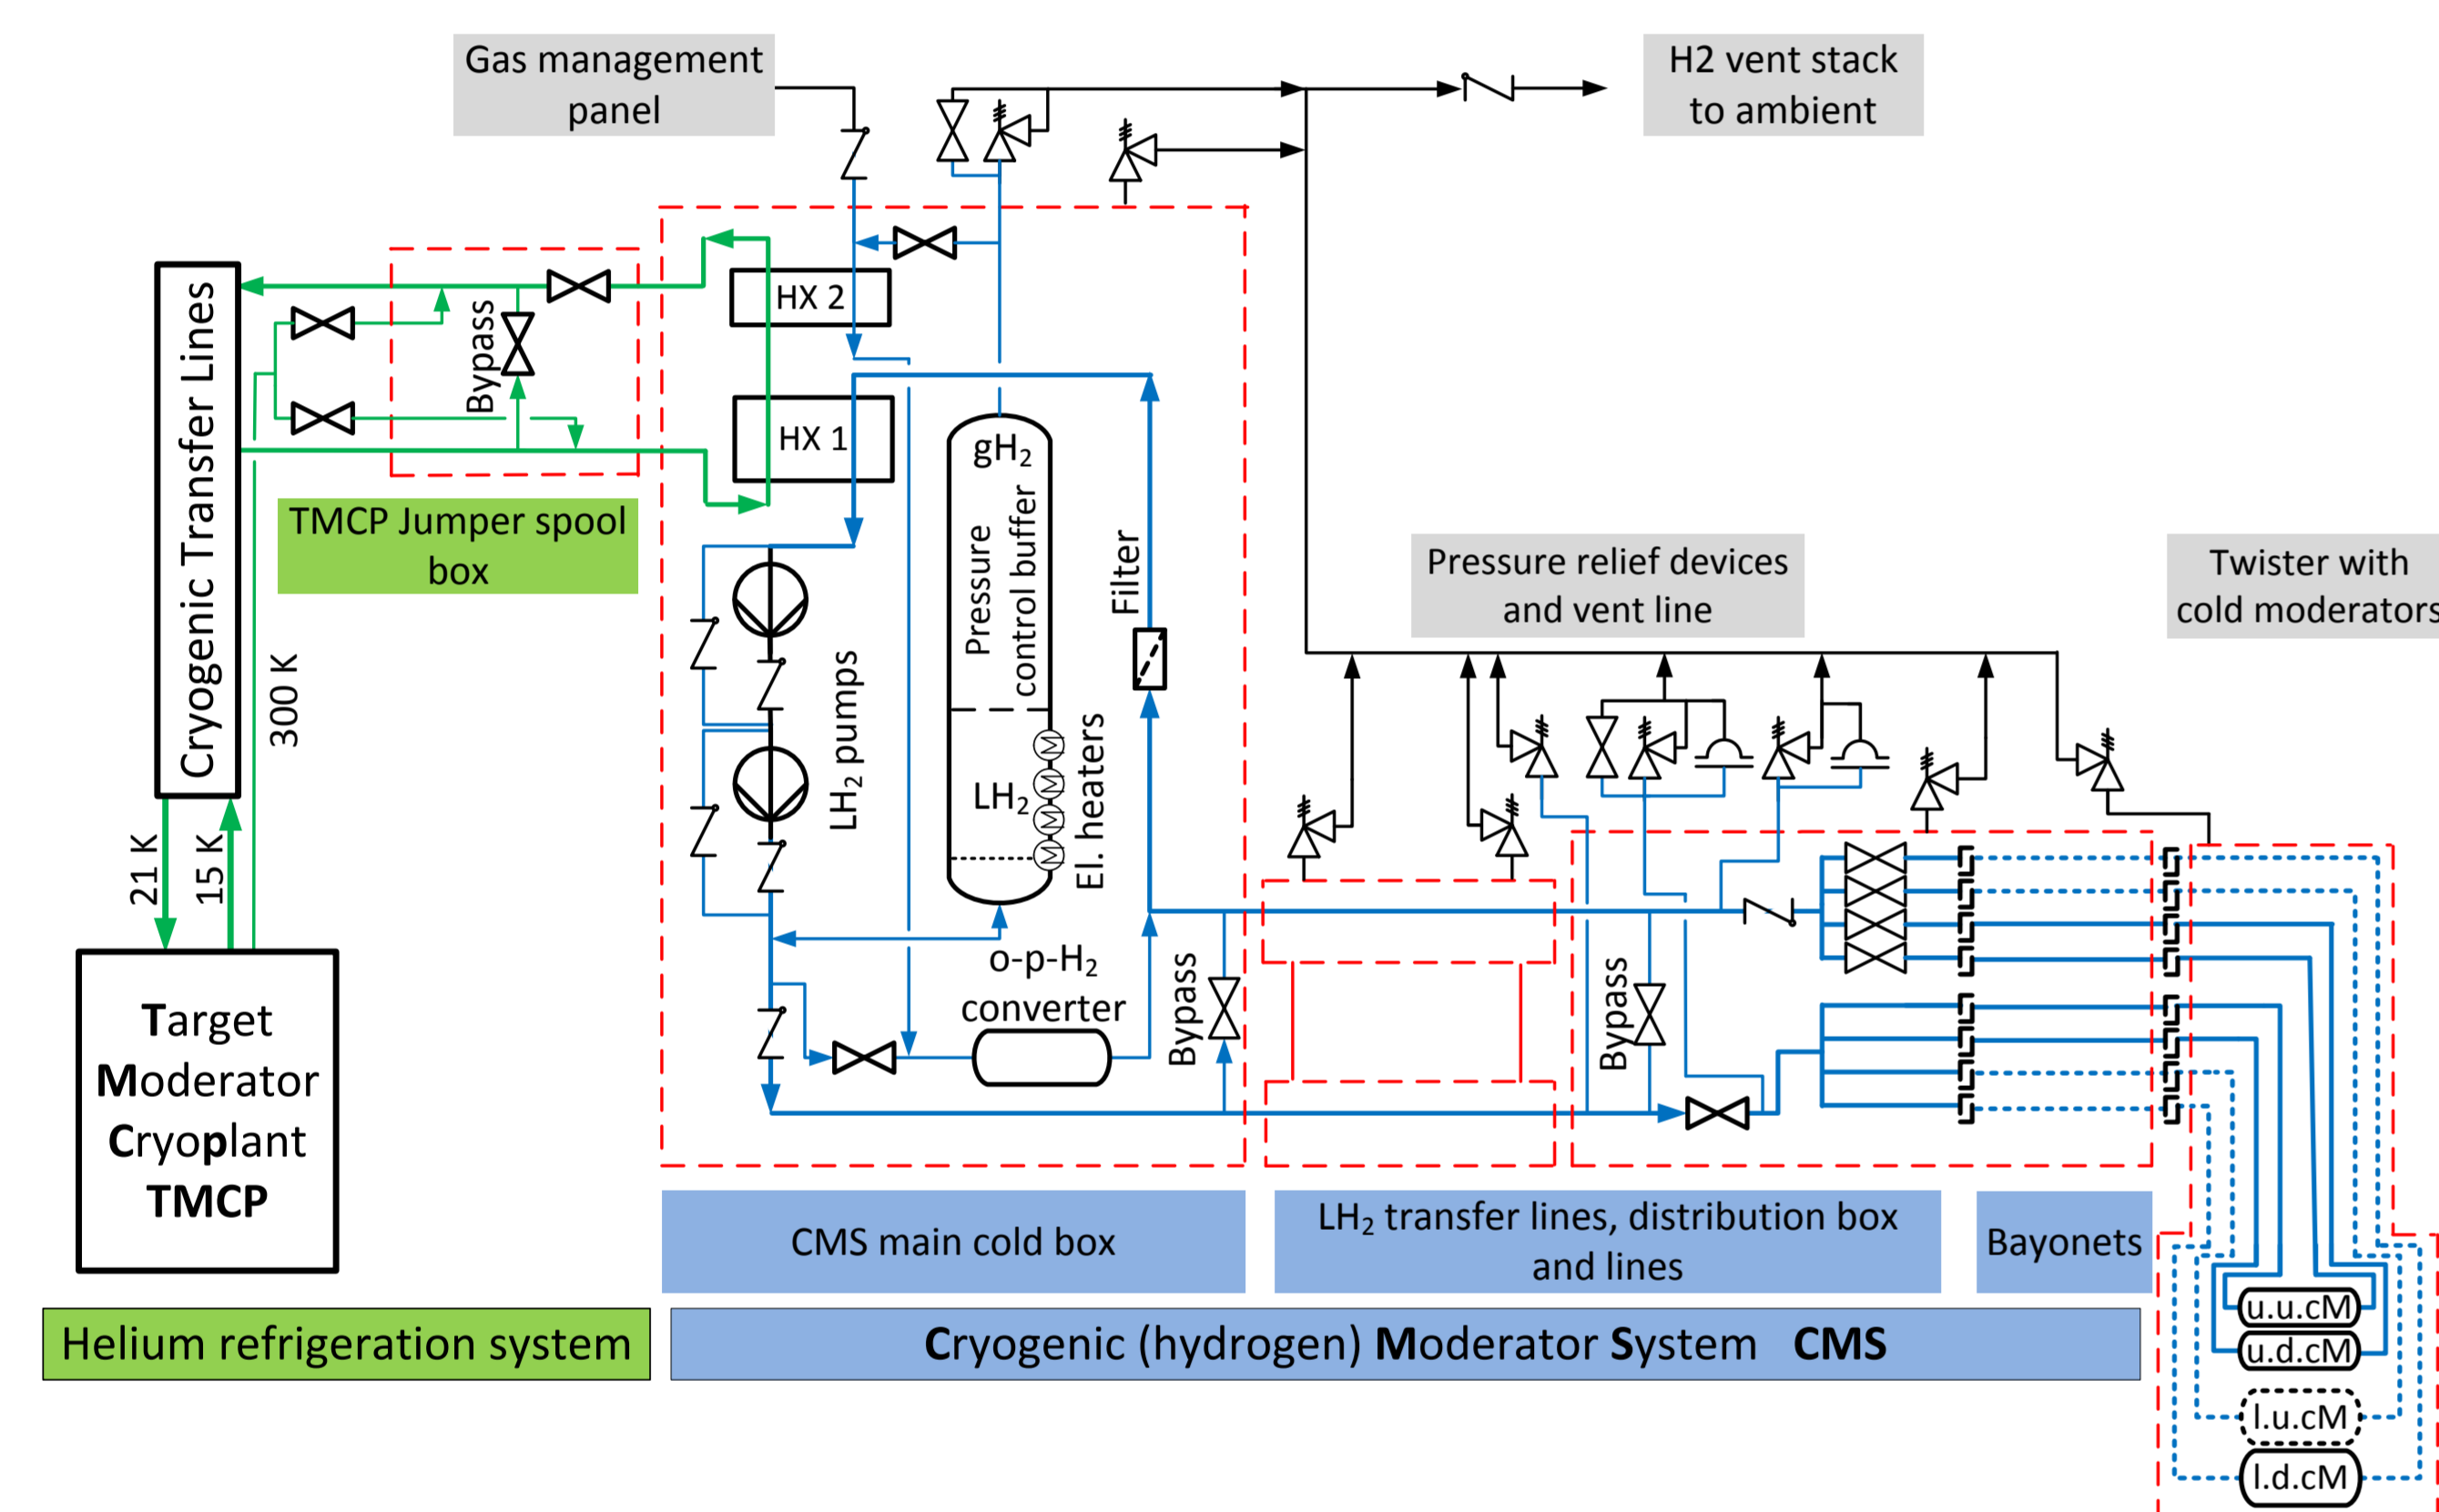 Gas management
panel
H2 vent stack
to ambient
Cryogenic Transfer Lines
Bypass
HX 2
HX 1
TMCP Jumper spool
box
300 K
21 K
15 K
Target
Moderator
Cryoplant
TMCP
LH₂ pumps
gH₂
Pressure
control buffer
LH₂
El. heaters
Filter
o-p-H₂
converter
Bypass
Pressure relief devices
and vent line
Twister with
cold moderators
Bypass
CMS main cold box
LH₂ transfer lines, distribution box
and lines
Bayonets
Helium refrigeration system
Cryogenic (hydrogen) Moderator System CMS
M
M
M
M
u.u.cM
u.d.cM
l.u.cM
l.d.cM